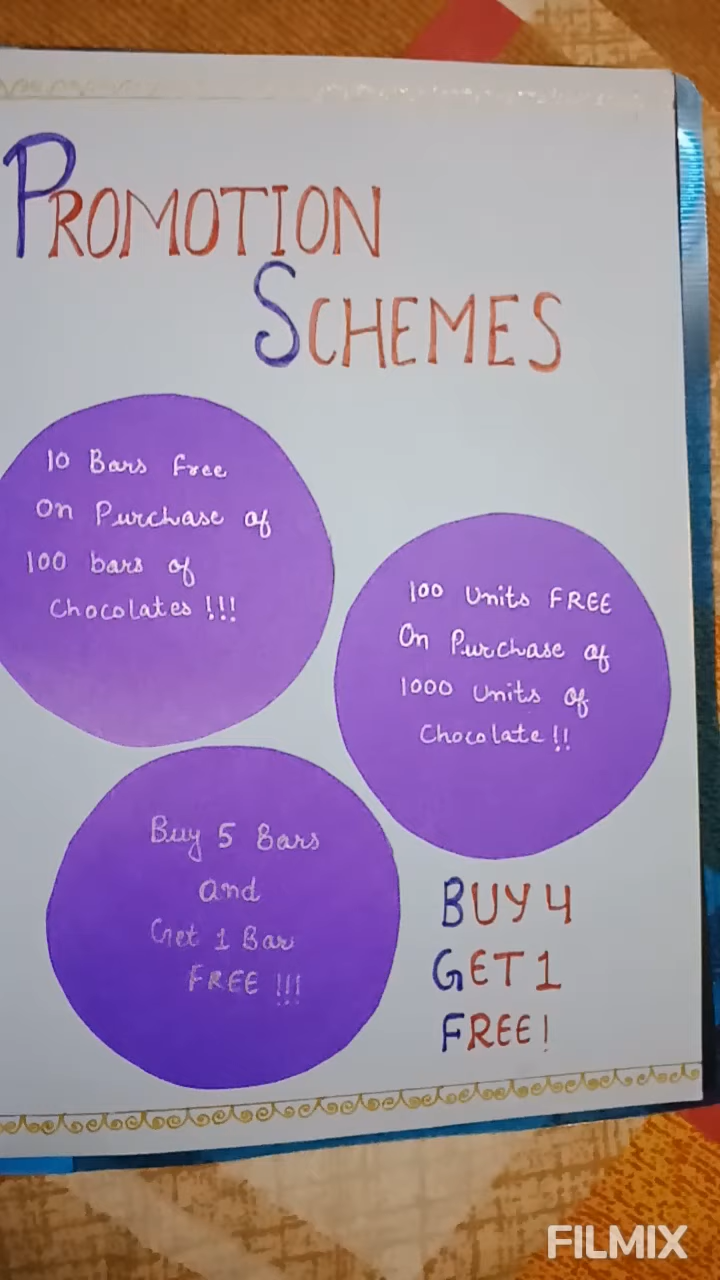 PROMOTION
SCHEMES
10 Bars free
On Purchase of
100 bars of
Chocolates !!!
100 Units FREE
On Purchase of
1000 Units of
Chocolate !!
Buy 5 Bars
and
Get 1 Bar
FREE !!!
BUY 4
GET 1
FREE!
FILMIX